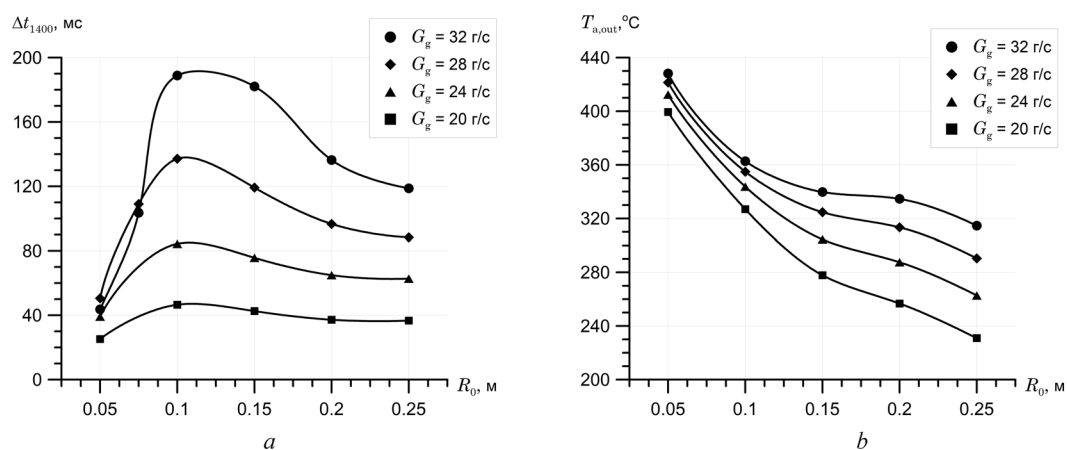 Δt1400, мс
Gg = 32 г/с
Gg = 28 г/с
Gg = 24 г/с
Gg = 20 г/с
200
160
120
80
40
0
0.05 0.1 0.15 0.2 0.25
R0, м
a
Ta,out,°C
Gg = 32 г/с
Gg = 28 г/с
Gg = 24 г/с
Gg = 20 г/с
440
400
360
320
280
240
200
0.05 0.1 0.15 0.2 0.25
R0, м
b